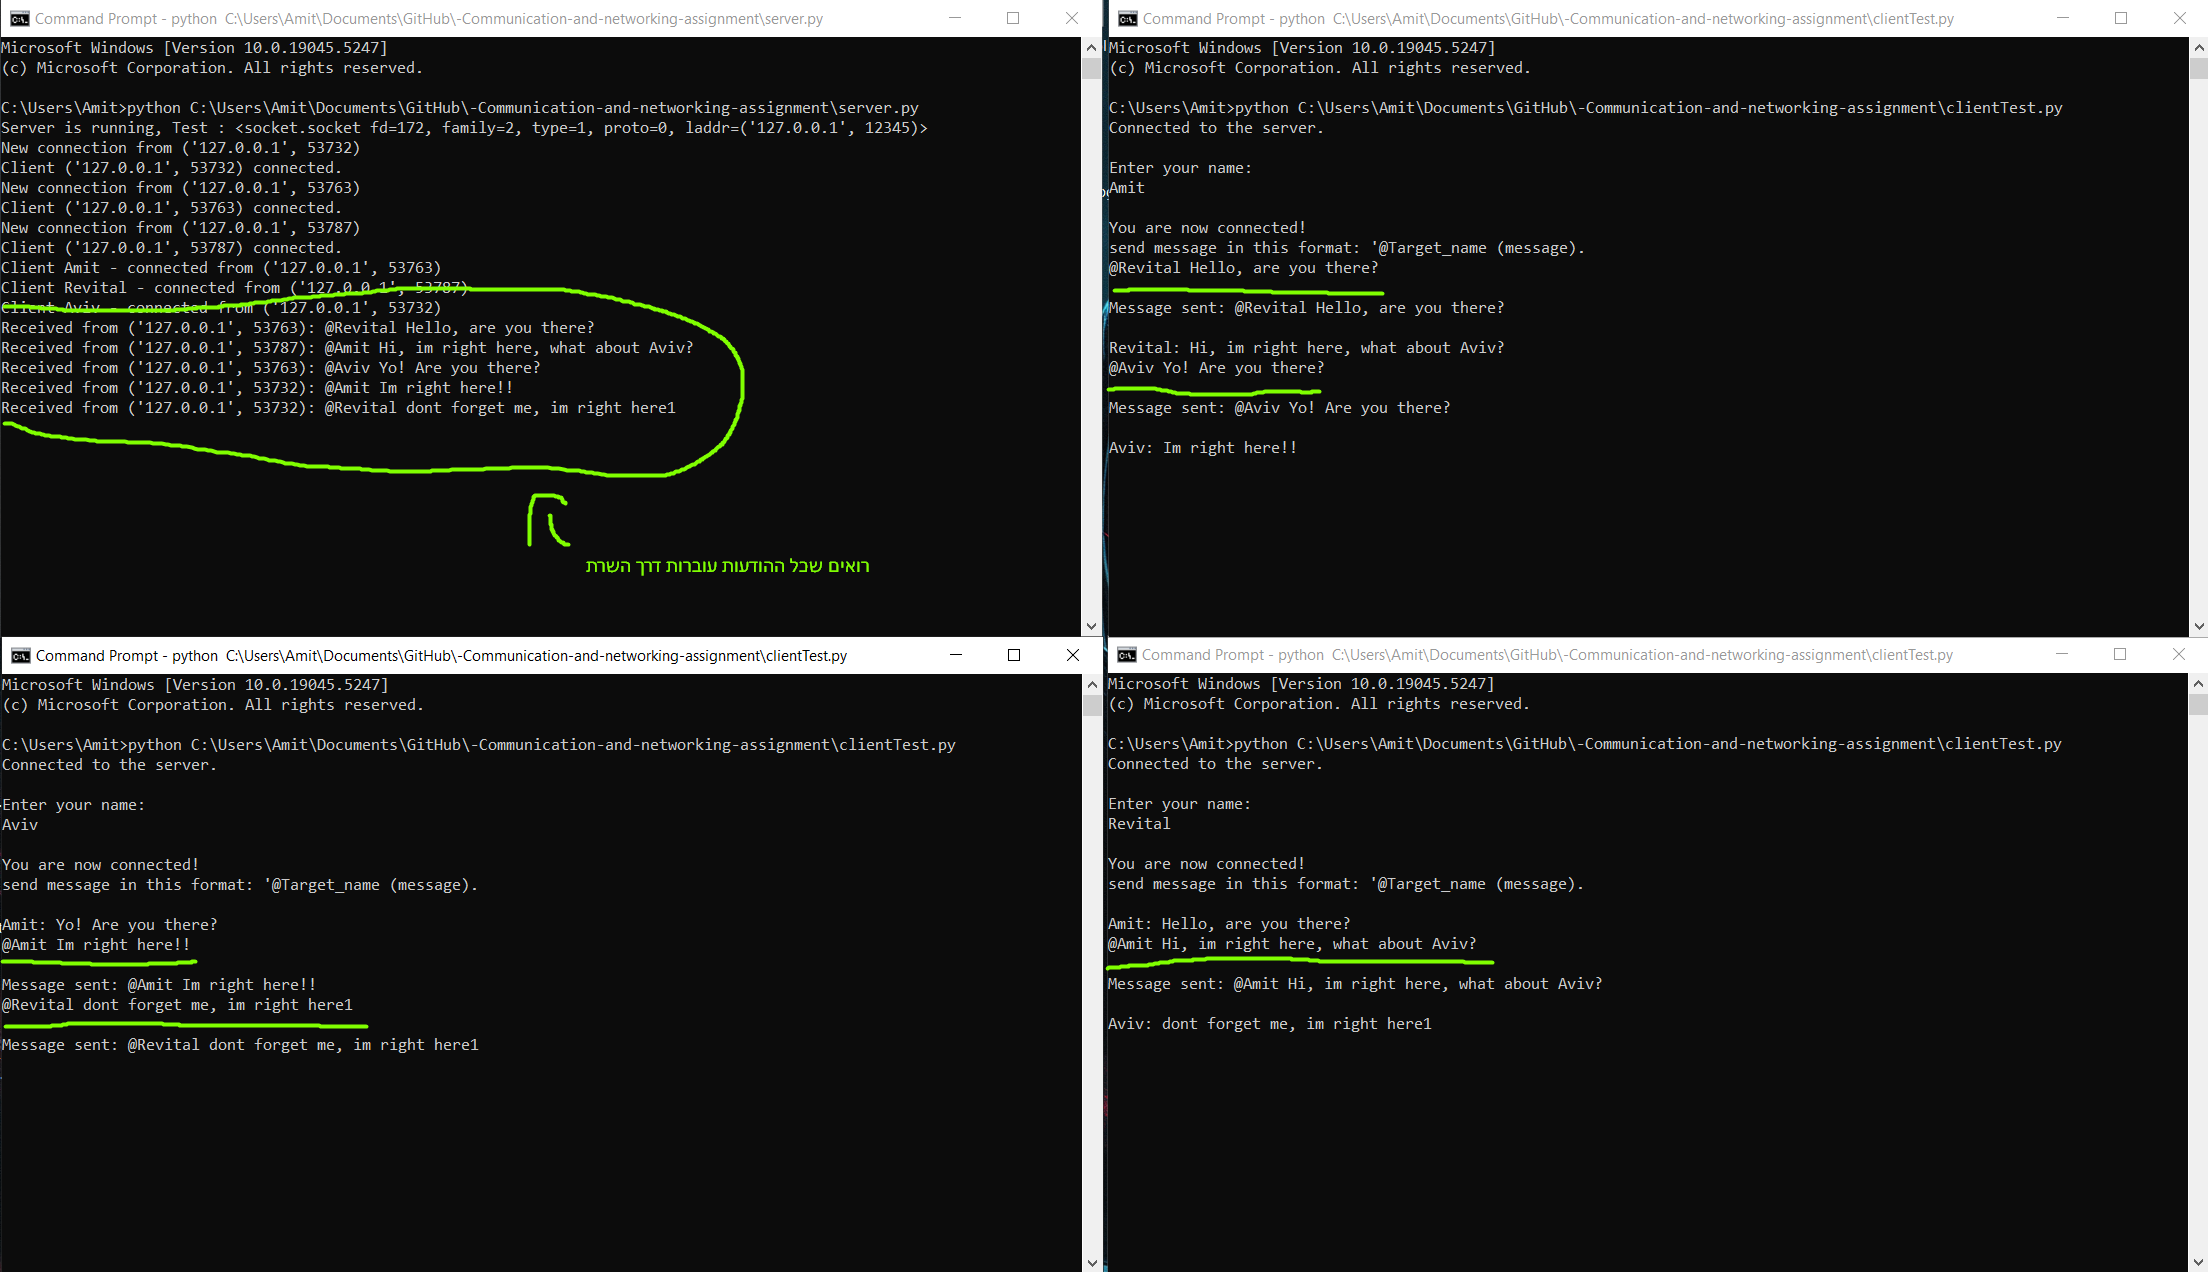 Command Prompt - python  C:\Users\Amit\Documents\GitHub\-Communication-and-networking-assignment\server.py
Microsoft Windows [Version 10.0.19045.5247]
(c) Microsoft Corporation. All rights reserved.
C:\Users\Amit>python C:\Users\Amit\Documents\GitHub\-Communication-and-networking-assignment\server.py
Server is running, Test : <socket.socket fd=172, family=2, type=1, proto=0, laddr=('127.0.0.1', 12345)>
New connection from ('127.0.0.1', 53732)
Client ('127.0.0.1', 53732) connected.
New connection from ('127.0.0.1', 53763)
Client ('127.0.0.1', 53763) connected.
New connection from ('127.0.0.1', 53787)
Client ('127.0.0.1', 53787) connected.
Client Amit - connected from ('127.0.0.1', 53763)
Client Revital - connected from ('127.0.0.1', 53787)
Client Aviv - connected from ('127.0.0.1', 53732)
Received from ('127.0.0.1', 53763): @Revital Hello, are you there?
Received from ('127.0.0.1', 53787): @Amit Hi, im right here, what about Aviv?
Received from ('127.0.0.1', 53763): @Aviv Yo! Are you there?
Received from ('127.0.0.1', 53732): @Amit Im right here!!
Received from ('127.0.0.1', 53732): @Revital dont forget me, im right here1
רואים שכל ההודעות עוברות דרך השרת
Command Prompt - python  C:\Users\Amit\Documents\GitHub\-Communication-and-networking-assignment\clientTest.py
Microsoft Windows [Version 10.0.19045.5247]
(c) Microsoft Corporation. All rights reserved.
C:\Users\Amit>python C:\Users\Amit\Documents\GitHub\-Communication-and-networking-assignment\clientTest.py
Connected to the server.
Enter your name:
Amit
You are now connected!
send message in this format: '@Target_name (message).
@Revital Hello, are you there?
Message sent: @Revital Hello, are you there?
Revital: Hi, im right here, what about Aviv?
@Aviv Yo! Are you there?
Message sent: @Aviv Yo! Are you there?
Aviv: Im right here!!
Command Prompt - python  C:\Users\Amit\Documents\GitHub\-Communication-and-networking-assignment\clientTest.py
Microsoft Windows [Version 10.0.19045.5247]
(c) Microsoft Corporation. All rights reserved.
C:\Users\Amit>python C:\Users\Amit\Documents\GitHub\-Communication-and-networking-assignment\clientTest.py
Connected to the server.
Enter your name:
Aviv
You are now connected!
send message in this format: '@Target_name (message).
Amit: Yo! Are you there?
@Amit Im right here!!
Message sent: @Amit Im right here!!
@Revital dont forget me, im right here1
Message sent: @Revital dont forget me, im right here1
Command Prompt - python  C:\Users\Amit\Documents\GitHub\-Communication-and-networking-assignment\clientTest.py
Microsoft Windows [Version 10.0.19045.5247]
(c) Microsoft Corporation. All rights reserved.
C:\Users\Amit>python C:\Users\Amit\Documents\GitHub\-Communication-and-networking-assignment\clientTest.py
Connected to the server.
Enter your name:
Revital
You are now connected!
send message in this format: '@Target_name (message).
Amit: Hello, are you there?
@Amit Hi, im right here, what about Aviv?
Message sent: @Amit Hi, im right here, what about Aviv?
Aviv: dont forget me, im right here1